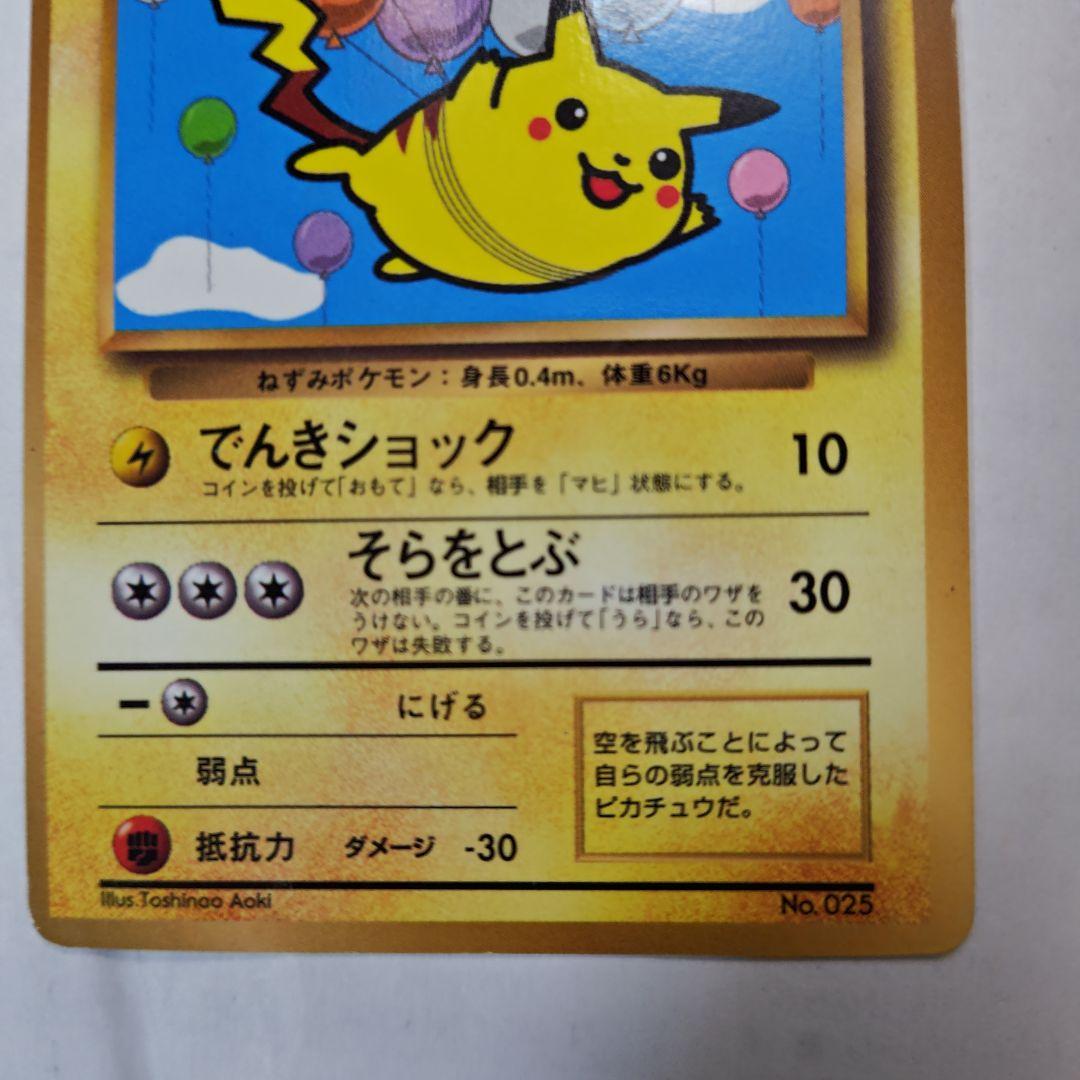 ねずみポケモン：身長0.4m、体重6Kg
でんきショック 10
コインを投げて「おもて」なら、相手を「マヒ」状態にする。
そらをとぶ 30
次の相手の番に、このカードは相手のワザを
うけない。コインを投げて「うら」なら、この
ワザは失敗する。
にげる
弱点
抵抗力 ダメージ -30
空を飛ぶことによって
自らの弱点を克服した
ピカチュウだ。
Illus.Toshinao Aoki
No. 025